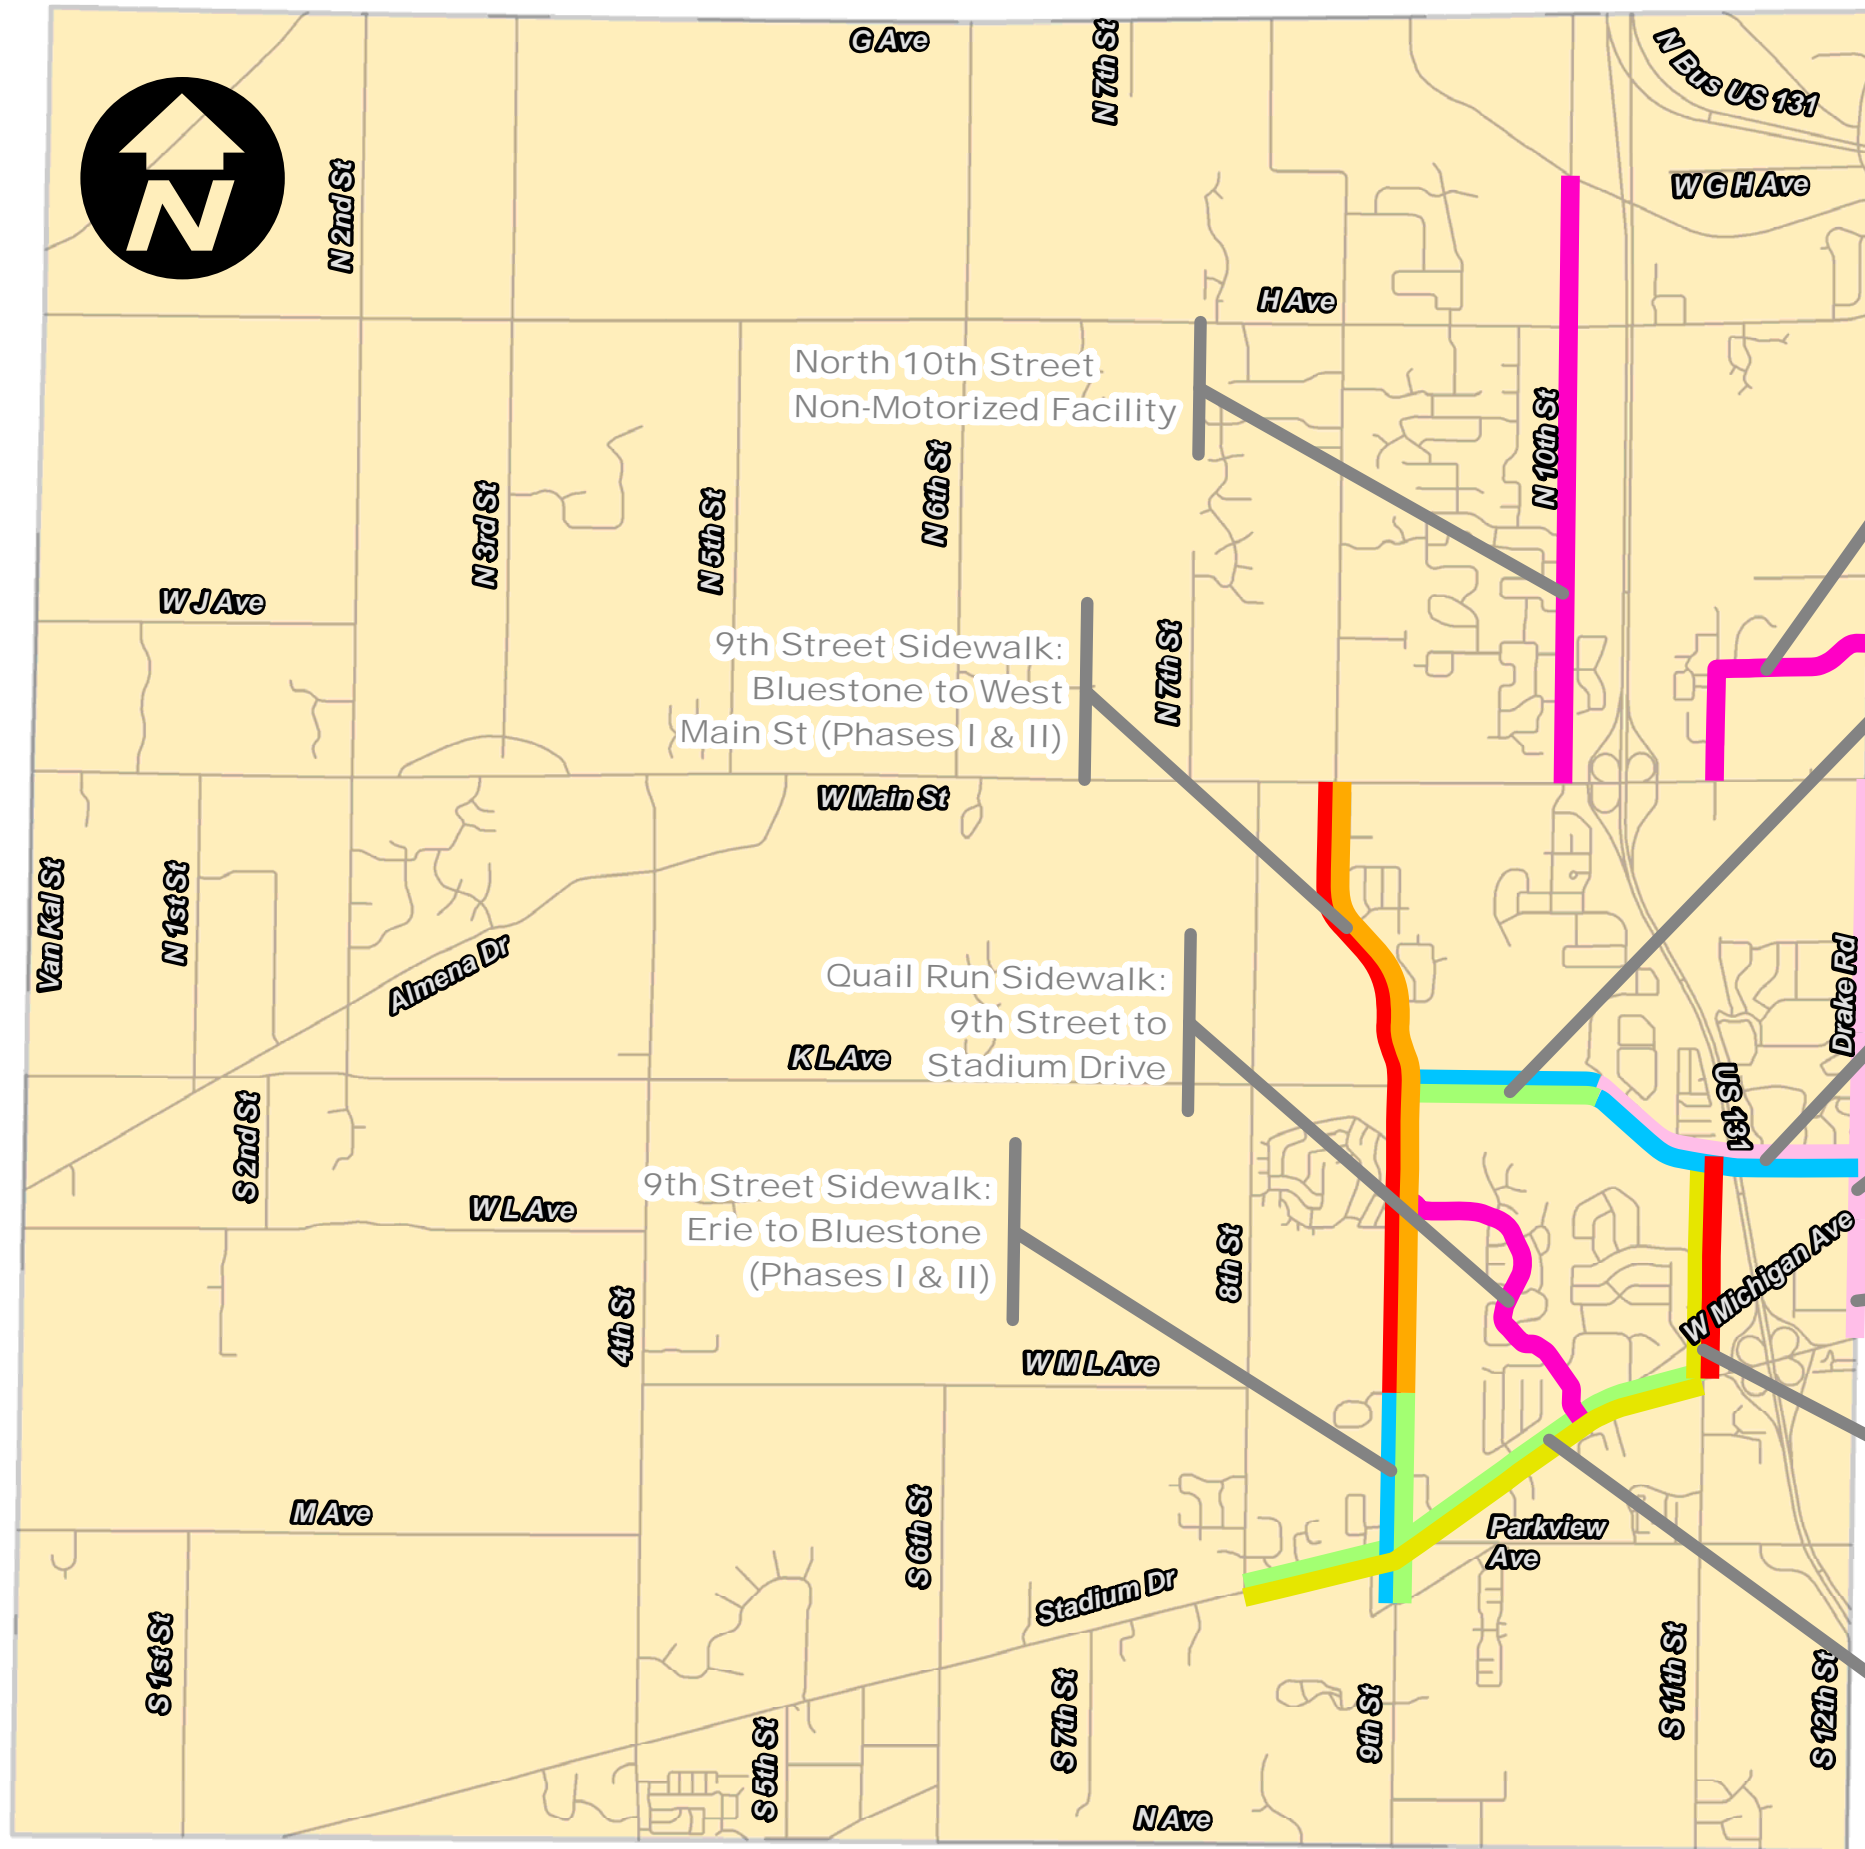 G Ave
N 7th St
N Bus US 131
N
N 2nd St
W G H Ave
H Ave
North 10th Street
Non-Motorized Facility
N 10th St
N 3rd St
N 5th St
N 6th St
W J Ave
9th Street Sidewalk:
Bluestone to West
Main St (Phases I & II)
N 7th St
W Main St
Van Kal St
N 1st St
Almena Dr
Quail Run Sidewalk:
9th Street to
Stadium Drive
Drake Rd
K L Ave
US 131
S 2nd St
9th Street Sidewalk:
Erie to Bluestone
(Phases I & II)
W L Ave
8th St
W Michigan Ave
4th St
W M L Ave
M Ave
S 6th St
Parkview
Ave
Stadium Dr
S 1st St
S 5th St
S 7th St
9th St
S 11th St
S 12th St
N Ave